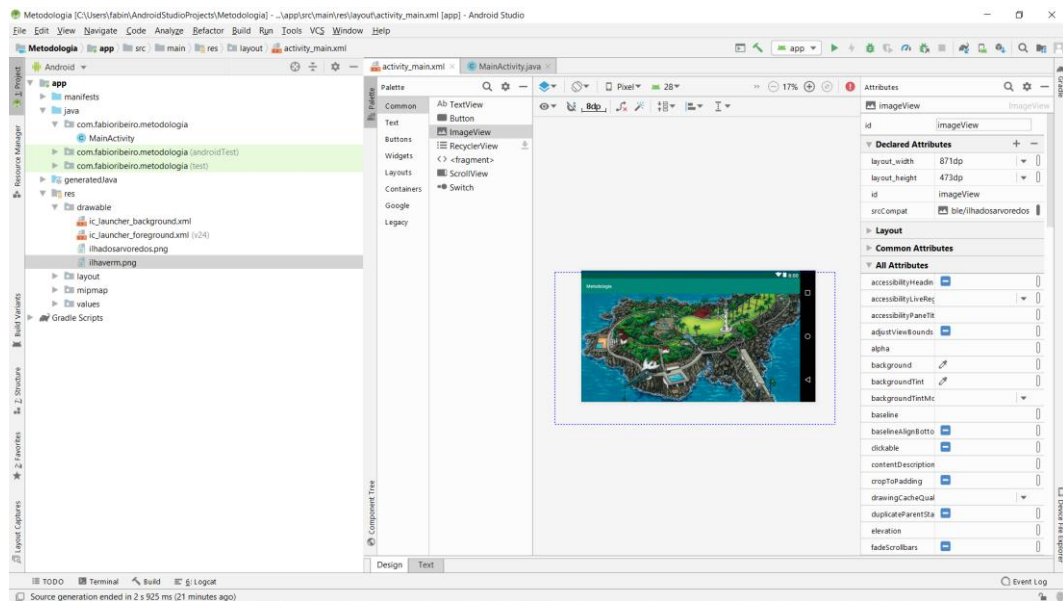 Metodologia [C:\Users\fabin\AndroidStudioProjects\Metodologia] - ...\app\src\main\res\layout\activity_main.xml [app] - Android Studio
File Edit View Navigate Code Analyze Refactor Build Run Tools VCS Window Help
Metodologia app src main res layout activity_main.xml
app
Android
activity_main.xml
MainActivity.java
1: Project
Resource Manager
Build Variants
Z: Structure
2: Favorites
Layout Captures
app
manifests
java
com.fabioribeiro.metodologia
MainActivity
com.fabioribeiro.metodologia (androidTest)
com.fabioribeiro.metodologia (test)
generatedJava
res
drawable
ic_launcher_background.xml
ic_launcher_foreground.xml (v24)
ilhadosarvoredos.png
ilhaverm.png
layout
mipmap
values
Gradle Scripts
Palette
Palette
Common
Text
Buttons
Widgets
Layouts
Containers
Google
Legacy
Ab TextView
Button
ImageView
RecyclerView
<> <fragment>
ScrollView
Switch
Component Tree
Pixel 28 17%
8dp
Metodologia
8:00
Design Text
Attributes
imageView ImageView
id imageView
Declared Attributes
layout_width 871dp
layout_height 473dp
id imageView
srcCompat ble/ilhadosarvoredos
Layout
Common Attributes
All Attributes
accessibilityHeadin
accessibilityLiveReg
accessibilityPaneTit
adjustViewBounds
alpha
background
backgroundTint
backgroundTintMc
baseline
baselineAlignBotto
clickable
contentDescription
cropToPadding
drawingCacheQual
duplicateParentSta
elevation
fadeScrollbars
Gradle
Device File Explorer
TODO Terminal Build 6: Logcat Event Log
Source generation ended in 2 s 925 ms (21 minutes ago)